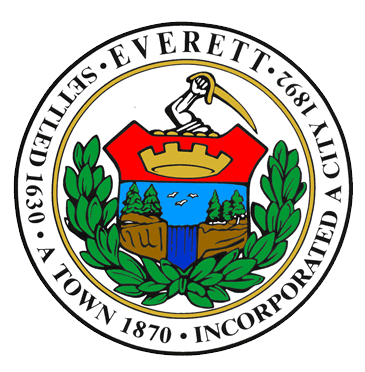 · EVERETT ·
SETTLED 1630 · A TOWN 1870 · INCORPORATED A CITY 1892